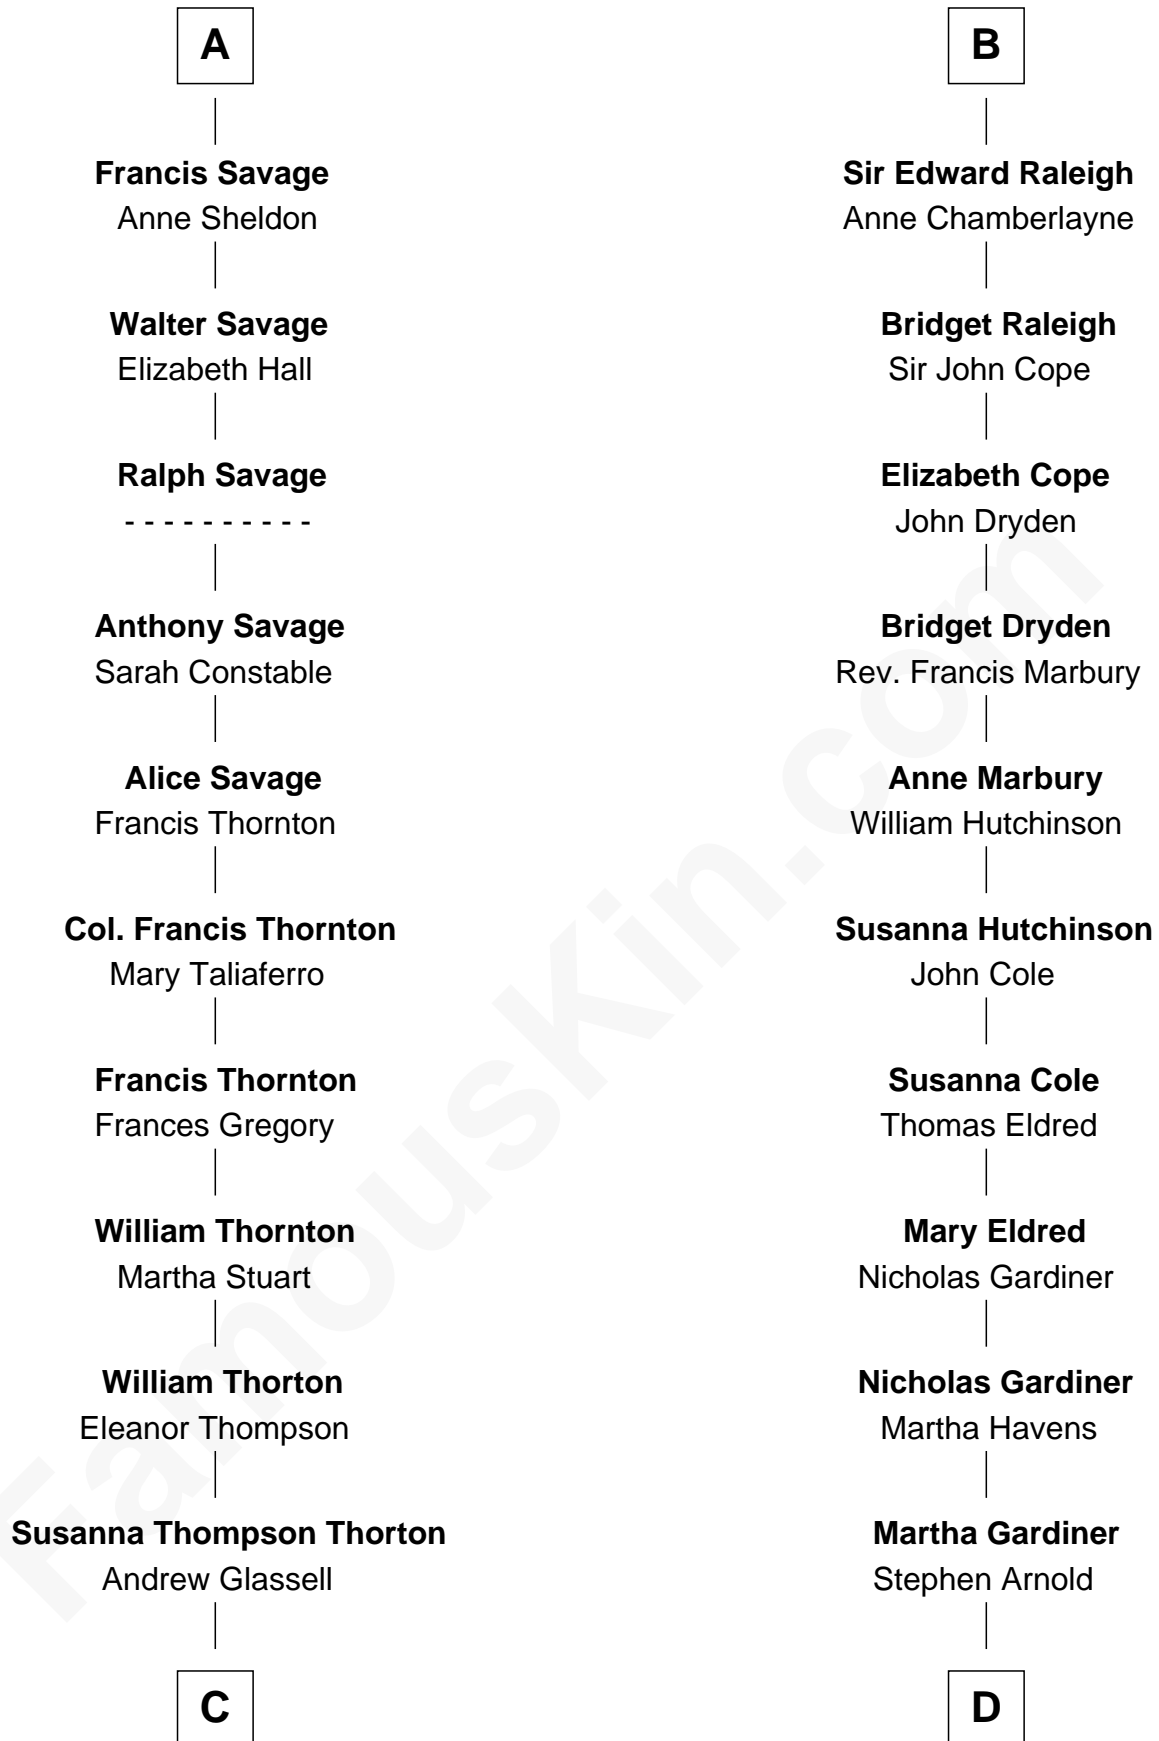 A
Francis Savage
Anne Sheldon
Walter Savage
Elizabeth Hall
Ralph Savage
- - - - - - - - - -
Anthony Savage
Sarah Constable
Alice Savage
Francis Thornton
Col. Francis Thornton
Mary Taliaferro
Francis Thornton
Frances Gregory
William Thornton
Martha Stuart
William Thorton
Eleanor Thompson
Susanna Thompson Thorton
Andrew Glassell
C
B
Sir Edward Raleigh
Anne Chamberlayne
Bridget Raleigh
Sir John Cope
Elizabeth Cope
John Dryden
Bridget Dryden
Rev. Francis Marbury
Anne Marbury
William Hutchinson
Susanna Hutchinson
John Cole
Susanna Cole
Thomas Eldred
Mary Eldred
Nicholas Gardiner
Nicholas Gardiner
Martha Havens
Martha Gardiner
Stephen Arnold
D
FamousKin.com